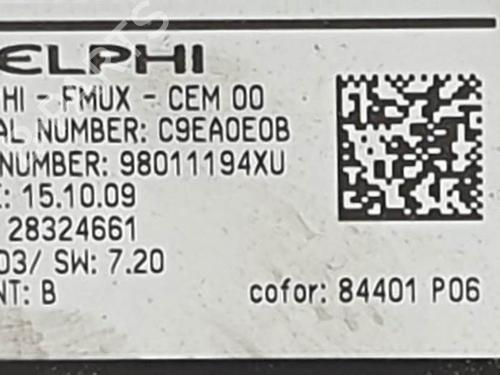 ELPHI
HI - FMUX - CEM 00
AL NUMBER: C9EA0E0B
NUMBER: 98011194XU
: 15.10.09
28324661
03/ SW: 7.20
NT: B
cofor: 84401 P06